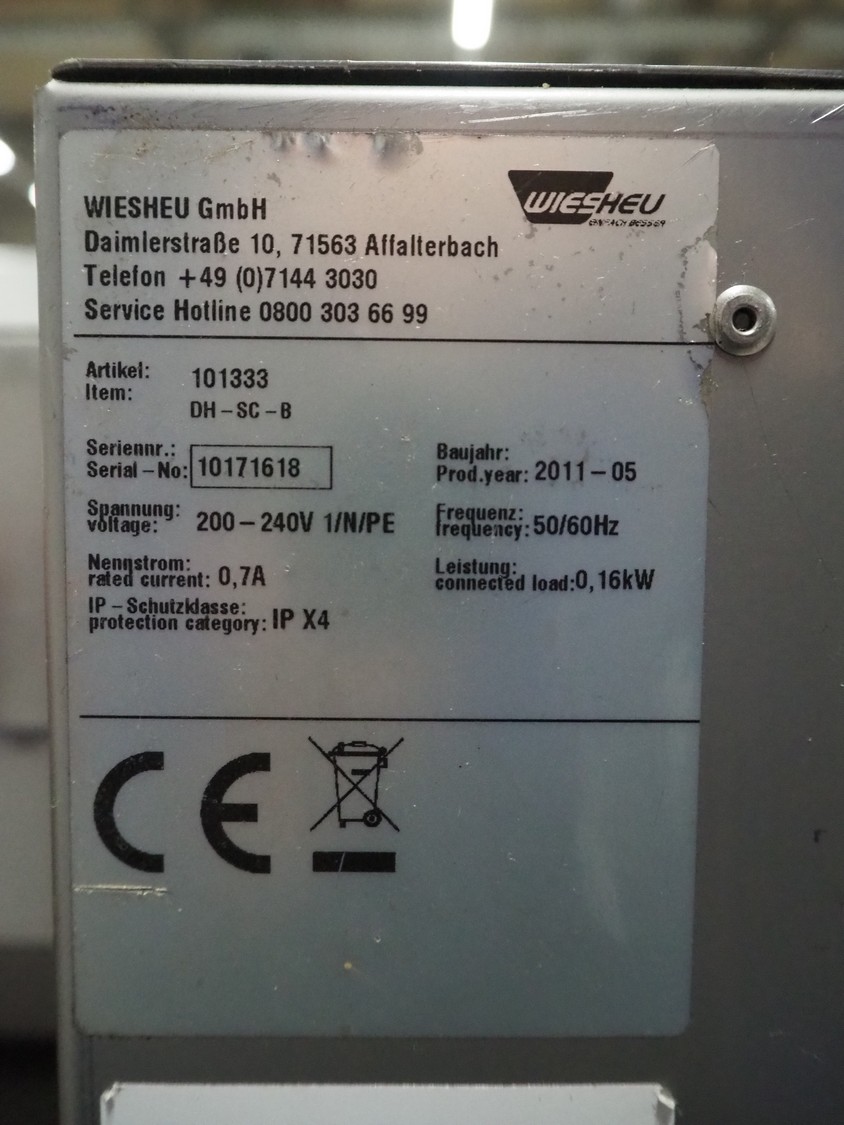 WIESHEU GmbH
WIESHEU
EINFACH BESSER
Daimlerstraße 10, 71563 Affalterbach
Telefon +49 (0)7144 3030
Service Hotline 0800 303 66 99
Artikel:
Item: 101333
DH-SC-B
Seriennr.:
Serial-No: 10171618
Baujahr:
Prod.year: 2011-05
Spannung:
voltage: 200-240V 1/N/PE
Frequenz:
frequency: 50/60Hz
Nennstrom:
rated current: 0,7A
Leistung:
connected load: 0,16kW
IP-Schutzklasse:
protection category: IP X4
CE